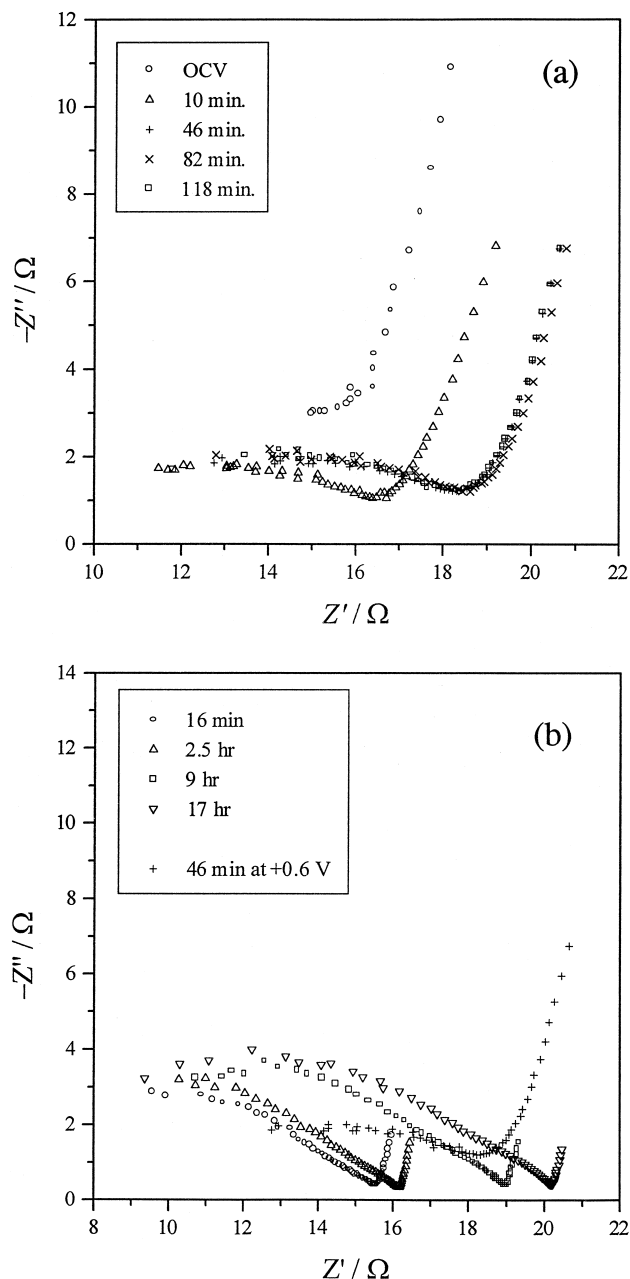 12
(a)
OCV
10 min.
10
46 min.
82 min.
118 min.
8
6
−Z'' / Ω
4
2
0
10 12 14 16 18 20 22
Z' / Ω
14
16 min
(b)
12
2.5 hr
9 hr
17 hr
10
46 min at +0.6 V
8
−Z'' / Ω
6
4
2
0
8 10 12 14 16 18 20 22
Z' / Ω